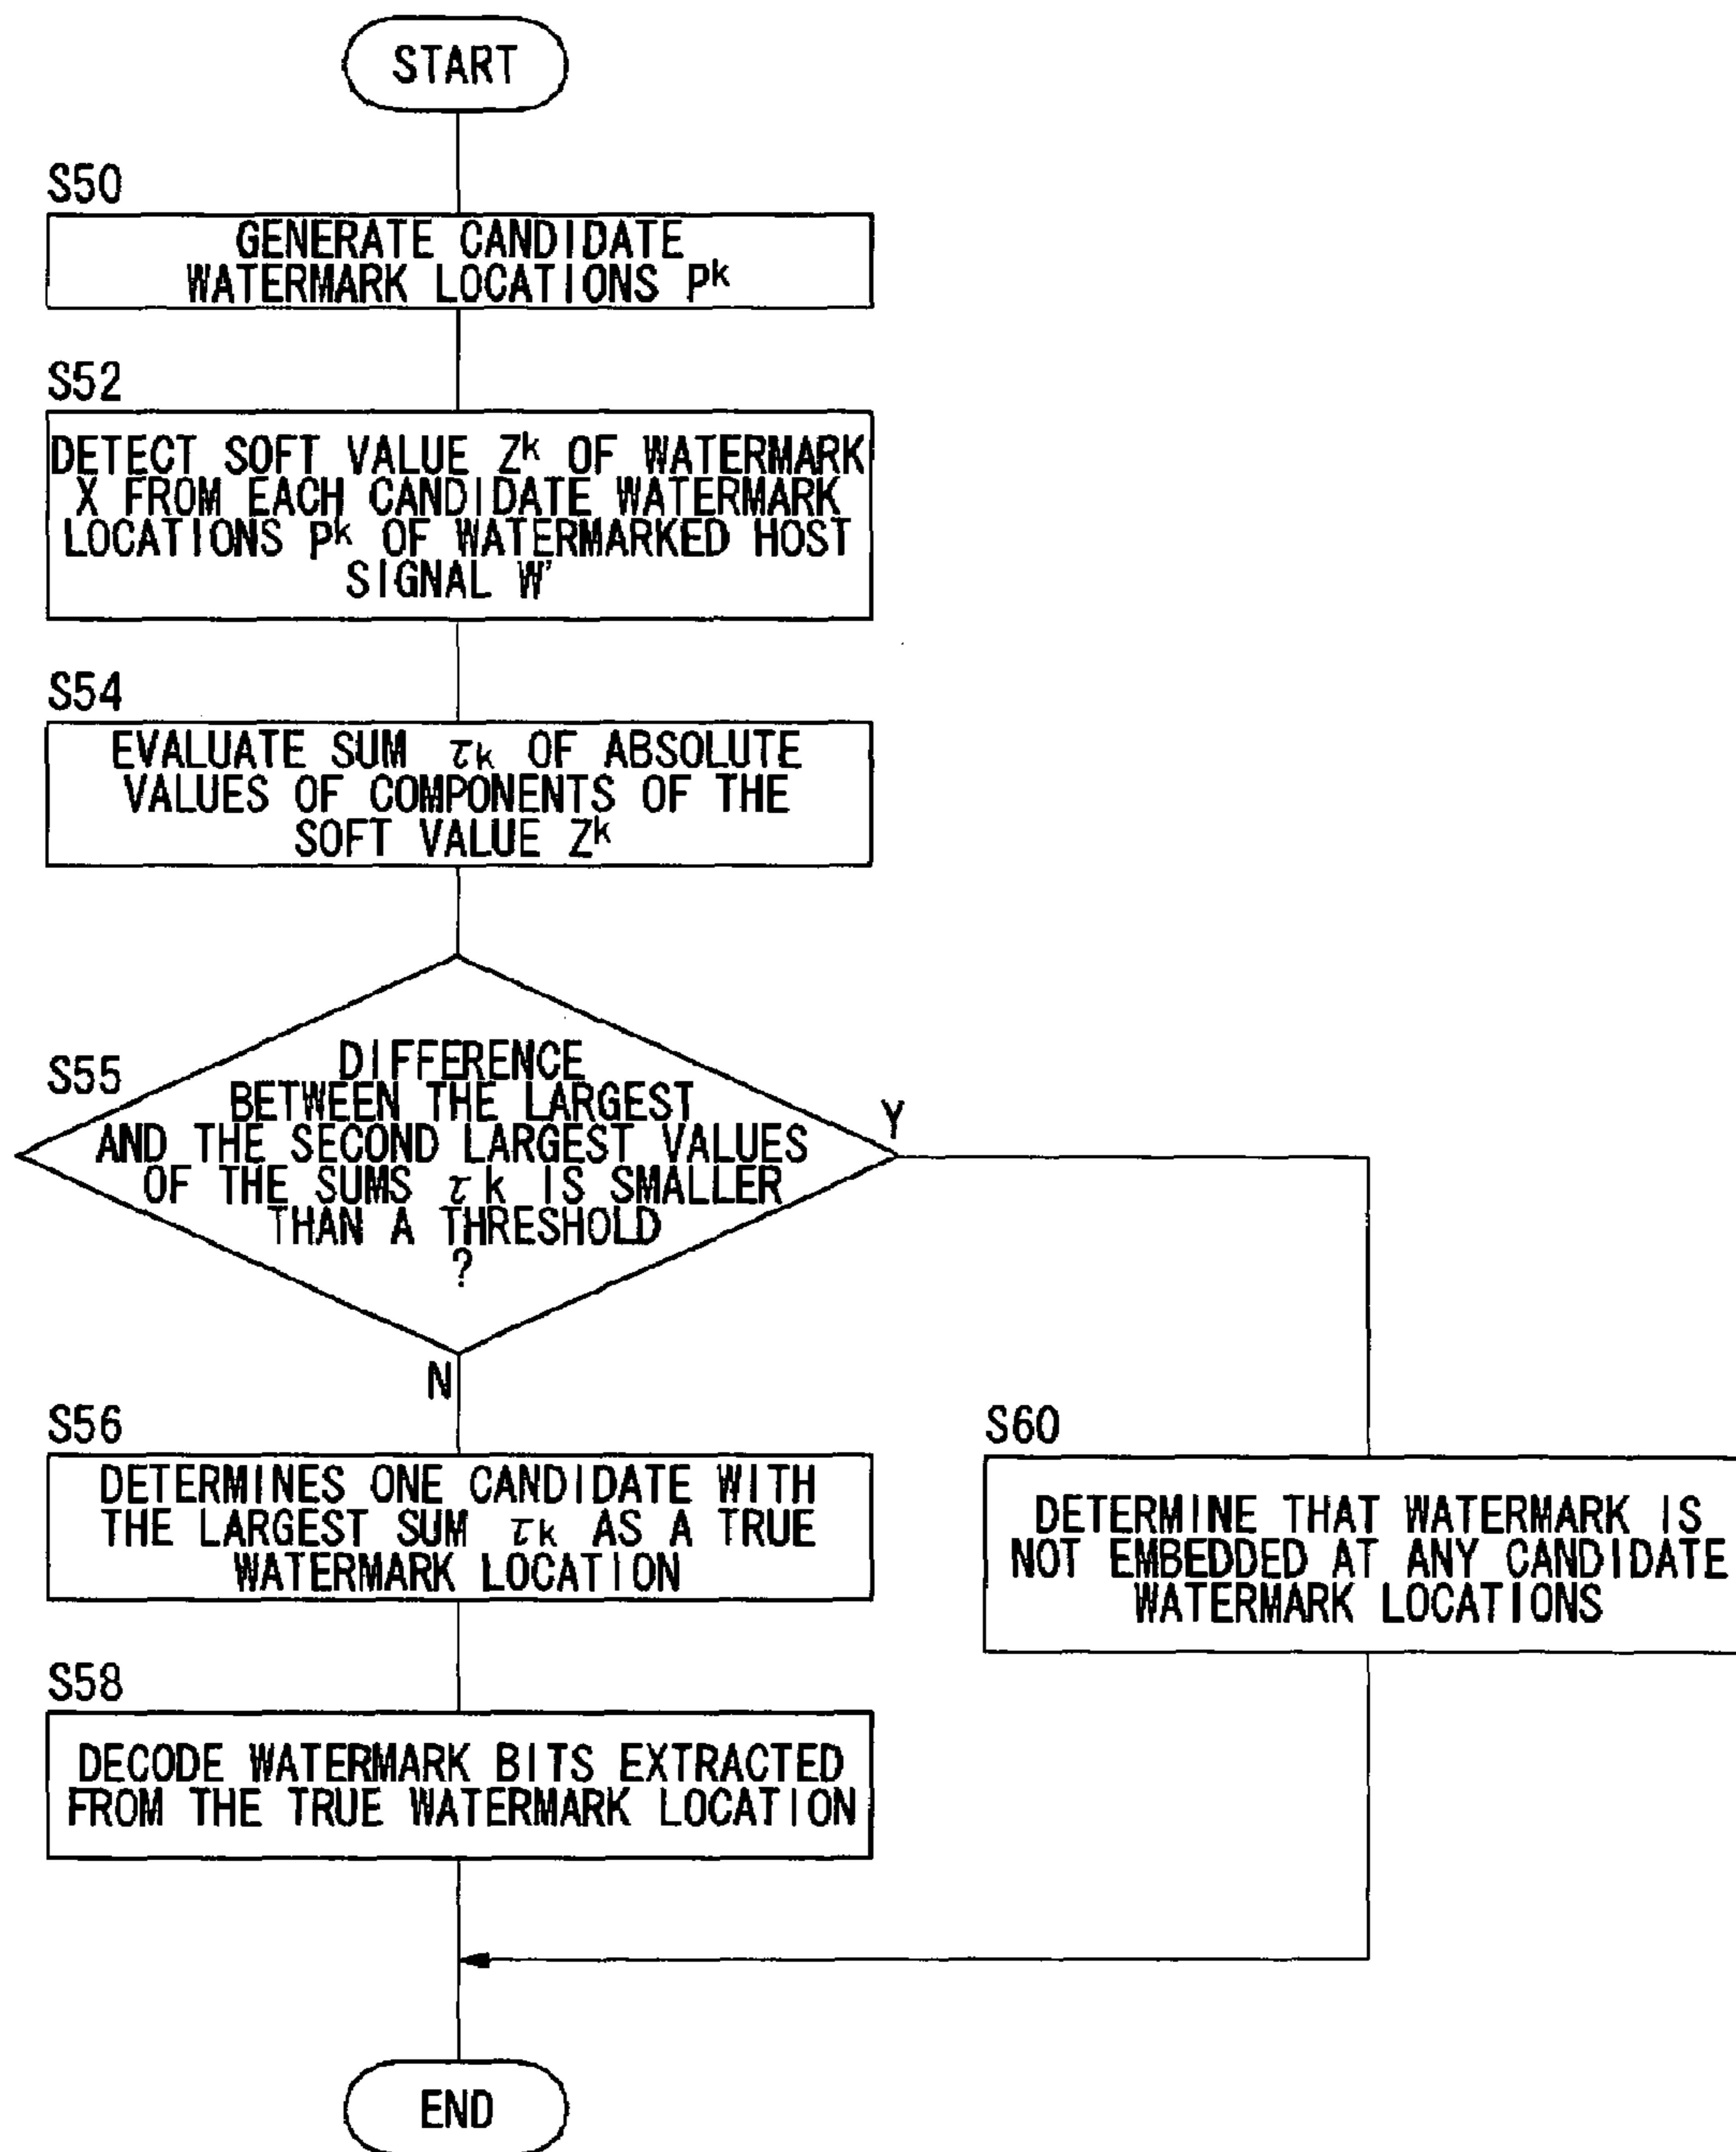 START
S50
GENERATE CANDIDATE
WATERMARK LOCATIONS Pᵏ
S52
DETECT SOFT VALUE Zᵏ OF WATERMARK
X FROM EACH CANDIDATE WATERMARK
LOCATIONS Pᵏ OF WATERMARKED HOST
SIGNAL W'
S54
EVALUATE SUM τk OF ABSOLUTE
VALUES OF COMPONENTS OF THE
SOFT VALUE Zᵏ
S55
DIFFERENCE
BETWEEN THE LARGEST
AND THE SECOND LARGEST VALUES
OF THE SUMS τk IS SMALLER
THAN A THRESHOLD
?
Y
N
S56
DETERMINES ONE CANDIDATE WITH
THE LARGEST SUM τk AS A TRUE
WATERMARK LOCATION
S60
DETERMINE THAT WATERMARK IS
NOT EMBEDDED AT ANY CANDIDATE
WATERMARK LOCATIONS
S58
DECODE WATERMARK BITS EXTRACTED
FROM THE TRUE WATERMARK LOCATION
END